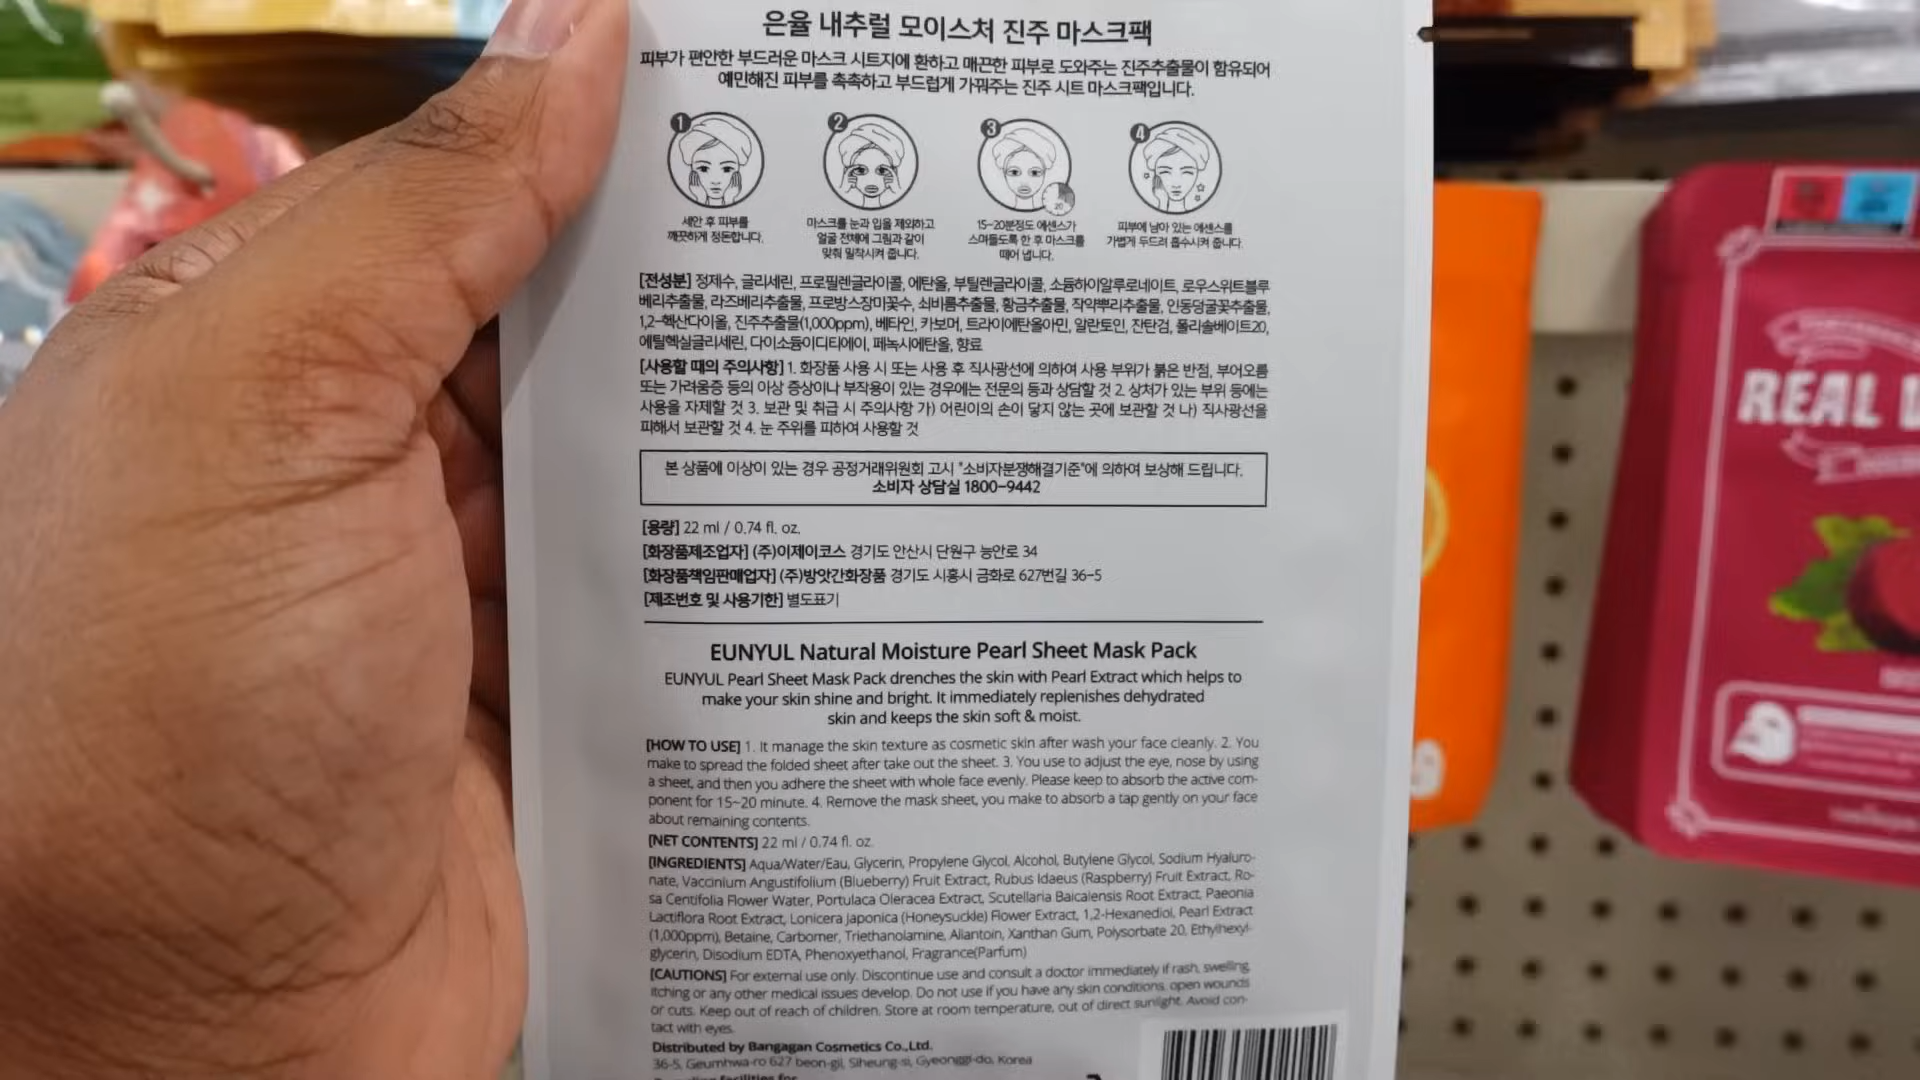 은율 내추럴 모이스처 진주 마스크팩
피부가 편안한 부드러운 마스크 시트지에 환하고 매끈한 피부로 도와주는 진주추출물이 함유되어
예민해진 피부를 촉촉하고 부드럽게 가꿔주는 진주 시트 마스크팩입니다.
1
2
3
4
20
세안 후 피부를
깨끗하게 정돈합니다.
마스크를 눈과 입을 제외하고
얼굴 전체에 그림과 같이
맞춰 밀착시켜 줍니다.
15~20분정도 에센스가
스며들도록 한 후 마스크를
떼어 냅니다.
피부에 남아 있는 에센스를
가볍게 두드려 흡수시켜 줍니다.
[전성분] 정제수, 글리세린, 프로필렌글라이콜, 에탄올, 부틸렌글라이콜, 소듐하이알루로네이트, 로우스위트블루
베리추출물, 라즈베리추출물, 프로방스장미꽃수, 쇠비름추출물, 황금추출물, 작약뿌리추출물, 인동덩굴꽃추출물,
1,2-헥산다이올, 진주추출물(1,000ppm), 베타인, 카보머, 트라이에탄올아민, 알란토인, 잔탄검, 폴리솔베이트20,
에틸헥실글리세린, 다이소듐이디티에이, 페녹시에탄올, 향료
[사용할 때의 주의사항] 1. 화장품 사용 시 또는 사용 후 직사광선에 의하여 사용 부위가 붉은 반점, 부어오름
또는 가려움증 등의 이상 증상이나 부작용이 있는 경우에는 전문의 등과 상담할 것 2. 상처가 있는 부위 등에는
사용을 자제할 것 3. 보관 및 취급 시 주의사항 가) 어린이의 손이 닿지 않는 곳에 보관할 것 나) 직사광선을
피해서 보관할 것 4. 눈 주위를 피하여 사용할 것
본 상품에 이상이 있는 경우 공정거래위원회 고시 "소비자분쟁해결기준"에 의하여 보상해 드립니다.
소비자 상담실 1800-9442
[용량] 22 ml / 0.74 fl. oz.
[화장품제조업자] (주)이제이코스 경기도 안산시 단원구 능안로 34
[화장품책임판매업자] (주)방앗간화장품 경기도 시흥시 금화로 627번길 36-5
[제조번호 및 사용기한] 별도표기
EUNYUL Natural Moisture Pearl Sheet Mask Pack
EUNYUL Pearl Sheet Mask Pack drenches the skin with Pearl Extract which helps to
make your skin shine and bright. It immediately replenishes dehydrated
skin and keeps the skin soft & moist.
[HOW TO USE] 1. It manage the skin texture as cosmetic skin after wash your face cleanly. 2. You
make to spread the folded sheet after take out the sheet. 3. You use to adjust the eye, nose by using
a sheet, and then you adhere the sheet with whole face evenly. Please keep to absorb the active com-
ponent for 15~20 minute. 4. Remove the mask sheet, you make to absorb a tap gently on your face
about remaining contents.
[NET CONTENTS] 22 ml / 0.74 fl. oz.
[INGREDIENTS] Aqua/Water/Eau, Glycerin, Propylene Glycol, Alcohol, Butylene Glycol, Sodium Hyaluro-
nate, Vaccinium Angustifolium (Blueberry) Fruit Extract, Rubus Idaeus (Raspberry) Fruit Extract, Ro-
sa Centifolia Flower Water, Portulaca Oleracea Extract, Scutellaria Baicalensis Root Extract, Paeonia
Lactiflora Root Extract, Lonicera Japonica (Honeysuckle) Flower Extract, 1,2-Hexanediol, Pearl Extract
(1,000ppm), Betaine, Carbomer, Triethanolamine, Allantoin, Xanthan Gum, Polysorbate 20, Ethylhexyl-
glycerin, Disodium EDTA, Phenoxyethanol, Fragrance(Parfum)
[CAUTIONS] For external use only. Discontinue use and consult a doctor immediately if rash, swelling,
itching or any other medical issues develop. Do not use if you have any skin conditions, open wounds
or cuts. Keep out of reach of children. Store at room temperature, out of direct sunlight. Avoid con-
tact with eyes.
Distributed by Bangagan Cosmetics Co.,Ltd.
36-5, Geumhwa-ro 627 beon-gil, Siheung-si, Gyeonggi-do, Korea
REAL